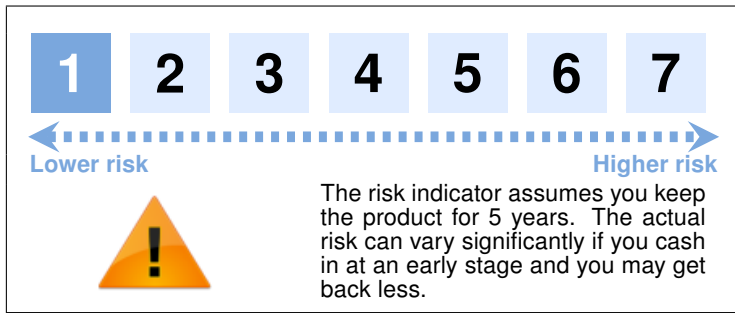 1 2 3 4 5 6 7
Lower risk Higher risk
The risk indicator assumes you keep
the product for 5 years. The actual
risk can vary significantly if you cash
in at an early stage and you may get
back less.